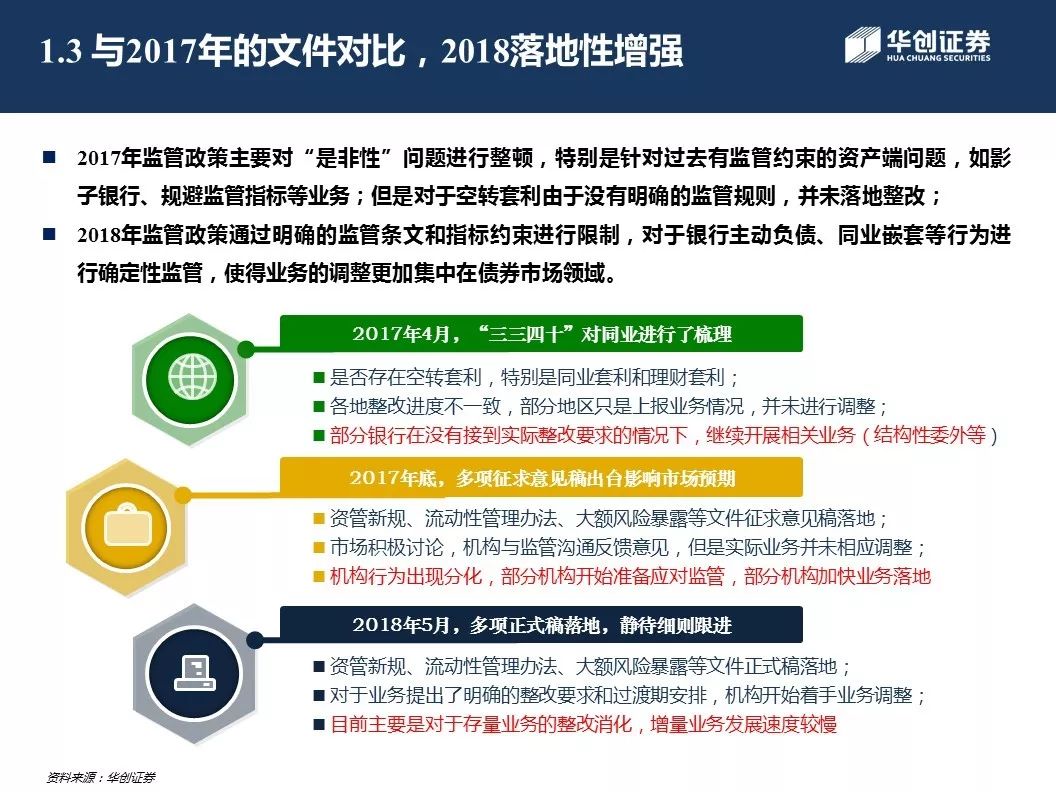 1.3 与2017年的文件对比，2018落地性增强
华创证券
HUA CHUANG SECURITIES
2017年监管政策主要对“是非性”问题进行整顿，特别是针对过去有监管约束的资产端问题，如影
子银行、规避监管指标等业务；但是对于空转套利由于没有明确的监管规则，并未落地整改；
2018年监管政策通过明确的监管条文和指标约束进行限制，对于银行主动负债、同业嵌套等行为进
行确定性监管，使得业务的调整更加集中在债券市场领域。
2017年4月，“三三四十”对同业进行了梳理
是否存在空转套利，特别是同业套利和理财套利；
各地整改进度不一致，部分地区只是上报业务情况，并未进行调整；
部分银行在没有接到实际整改要求的情况下，继续开展相关业务（结构性委外等）
2017年底，多项征求意见稿出台影响市场预期
资管新规、流动性管理办法、大额风险暴露等文件征求意见稿落地；
市场积极讨论，机构与监管沟通反馈意见，但是实际业务并未相应调整；
机构行为出现分化，部分机构开始准备应对监管，部分机构加快业务落地
2018年5月，多项正式稿落地，静待细则跟进
资管新规、流动性管理办法、大额风险暴露等文件正式稿落地；
对于业务提出了明确的整改要求和过渡期安排，机构开始着手业务调整；
目前主要是对于存量业务的整改消化，增量业务发展速度较慢
资料来源：华创证券